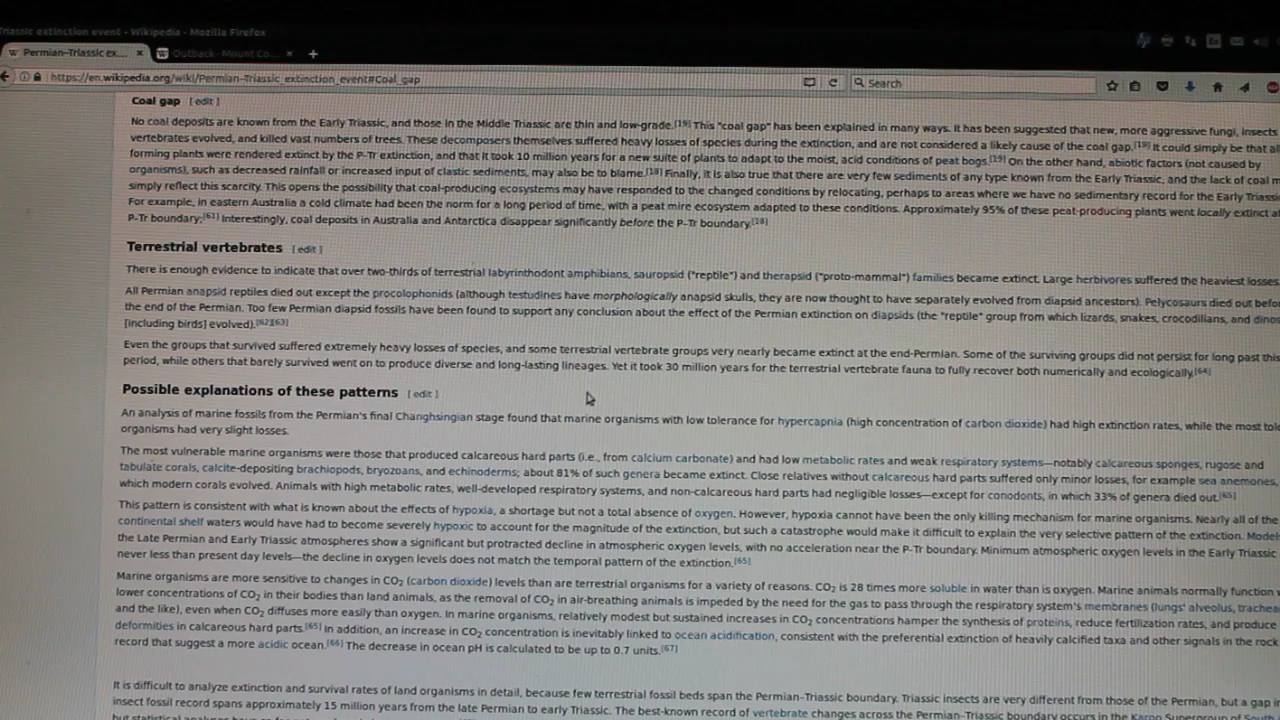 Triassic extinction event - Wikipedia - Mozilla Firefox
Permian–Triassic ex... × Outback - Mount Co... × +
https://en.wikipedia.org/wiki/Permian–Triassic_extinction_event#Coal_gap Search
Coal gap [ edit ]
No coal deposits are known from the Early Triassic, and those in the Middle Triassic are thin and low-grade.[19] This "coal gap" has been explained in many ways. It has been suggested that new, more aggressive fungi, insects
vertebrates evolved, and killed vast numbers of trees. These decomposers themselves suffered heavy losses of species during the extinction, and are not considered a likely cause of the coal gap.[19] It could simply be that all
forming plants were rendered extinct by the P-Tr extinction, and that it took 10 million years for a new suite of plants to adapt to the moist, acid conditions of peat bogs.[19] On the other hand, abiotic factors (not caused by
organisms), such as decreased rainfall or increased input of clastic sediments, may also be to blame.[18] Finally, it is also true that there are very few sediments of any type known from the Early Triassic, and the lack of coal m
simply reflect this scarcity. This opens the possibility that coal-producing ecosystems may have responded to the changed conditions by relocating, perhaps to areas where we have no sedimentary record for the Early Triassic
For example, in eastern Australia a cold climate had been the norm for a long period of time, with a peat mire ecosystem adapted to these conditions. Approximately 95% of these peat-producing plants went locally extinct at
P-Tr boundary;[61] Interestingly, coal deposits in Australia and Antarctica disappear significantly before the P-Tr boundary.[18]
Terrestrial vertebrates [ edit ]
There is enough evidence to indicate that over two-thirds of terrestrial labyrinthodont amphibians, sauropsid ("reptile") and therapsid ("proto-mammal") families became extinct. Large herbivores suffered the heaviest losses.
All Permian anapsid reptiles died out except the procolophonids (although testudines have morphologically anapsid skulls, they are now thought to have separately evolved from diapsid ancestors). Pelycosaurs died out befor
the end of the Permian. Too few Permian diapsid fossils have been found to support any conclusion about the effect of the Permian extinction on diapsids (the "reptile" group from which lizards, snakes, crocodilians, and dinos
[including birds] evolved).[62][63]
Even the groups that survived suffered extremely heavy losses of species, and some terrestrial vertebrate groups very nearly became extinct at the end-Permian. Some of the surviving groups did not persist for long past this
period, while others that barely survived went on to produce diverse and long-lasting lineages. Yet it took 30 million years for the terrestrial vertebrate fauna to fully recover both numerically and ecologically.[64]
Possible explanations of these patterns [ edit ]
An analysis of marine fossils from the Permian's final Changhsingian stage found that marine organisms with low tolerance for hypercapnia (high concentration of carbon dioxide) had high extinction rates, while the most tole
organisms had very slight losses.
The most vulnerable marine organisms were those that produced calcareous hard parts (i.e., from calcium carbonate) and had low metabolic rates and weak respiratory systems—notably calcareous sponges, rugose and
tabulate corals, calcite-depositing brachiopods, bryozoans, and echinoderms; about 81% of such genera became extinct. Close relatives without calcareous hard parts suffered only minor losses, for example sea anemones,
which modern corals evolved. Animals with high metabolic rates, well-developed respiratory systems, and non-calcareous hard parts had negligible losses—except for conodonts, in which 33% of genera died out.[65]
This pattern is consistent with what is known about the effects of hypoxia, a shortage but not a total absence of oxygen. However, hypoxia cannot have been the only killing mechanism for marine organisms. Nearly all of the
continental shelf waters would have had to become severely hypoxic to account for the magnitude of the extinction, but such a catastrophe would make it difficult to explain the very selective pattern of the extinction. Models
the Late Permian and Early Triassic atmospheres show a significant but protracted decline in atmospheric oxygen levels, with no acceleration near the P-Tr boundary. Minimum atmospheric oxygen levels in the Early Triassic
never less than present day levels—the decline in oxygen levels does not match the temporal pattern of the extinction.[65]
Marine organisms are more sensitive to changes in CO2 (carbon dioxide) levels than are terrestrial organisms for a variety of reasons. CO2 is 28 times more soluble in water than is oxygen. Marine animals normally function w
lower concentrations of CO2 in their bodies than land animals, as the removal of CO2 in air-breathing animals is impeded by the need for the gas to pass through the respiratory system's membranes (lungs' alveolus, tracheae
and the like), even when CO2 diffuses more easily than oxygen. In marine organisms, relatively modest but sustained increases in CO2 concentrations hamper the synthesis of proteins, reduce fertilization rates, and produce
deformities in calcareous hard parts.[65] In addition, an increase in CO2 concentration is inevitably linked to ocean acidification, consistent with the preferential extinction of heavily calcified taxa and other signals in the rock
record that suggest a more acidic ocean.[66] The decrease in ocean pH is calculated to be up to 0.7 units.[67]
It is difficult to analyze extinction and survival rates of land organisms in detail, because few terrestrial fossil beds span the Permian-Triassic boundary. Triassic insects are very different from those of the Permian, but a gap i
insect fossil record spans approximately 15 million years from the late Permian to early Triassic. The best-known record of vertebrate changes across the Permian-Triassic boundary occurs in the Karoo Supergroup of